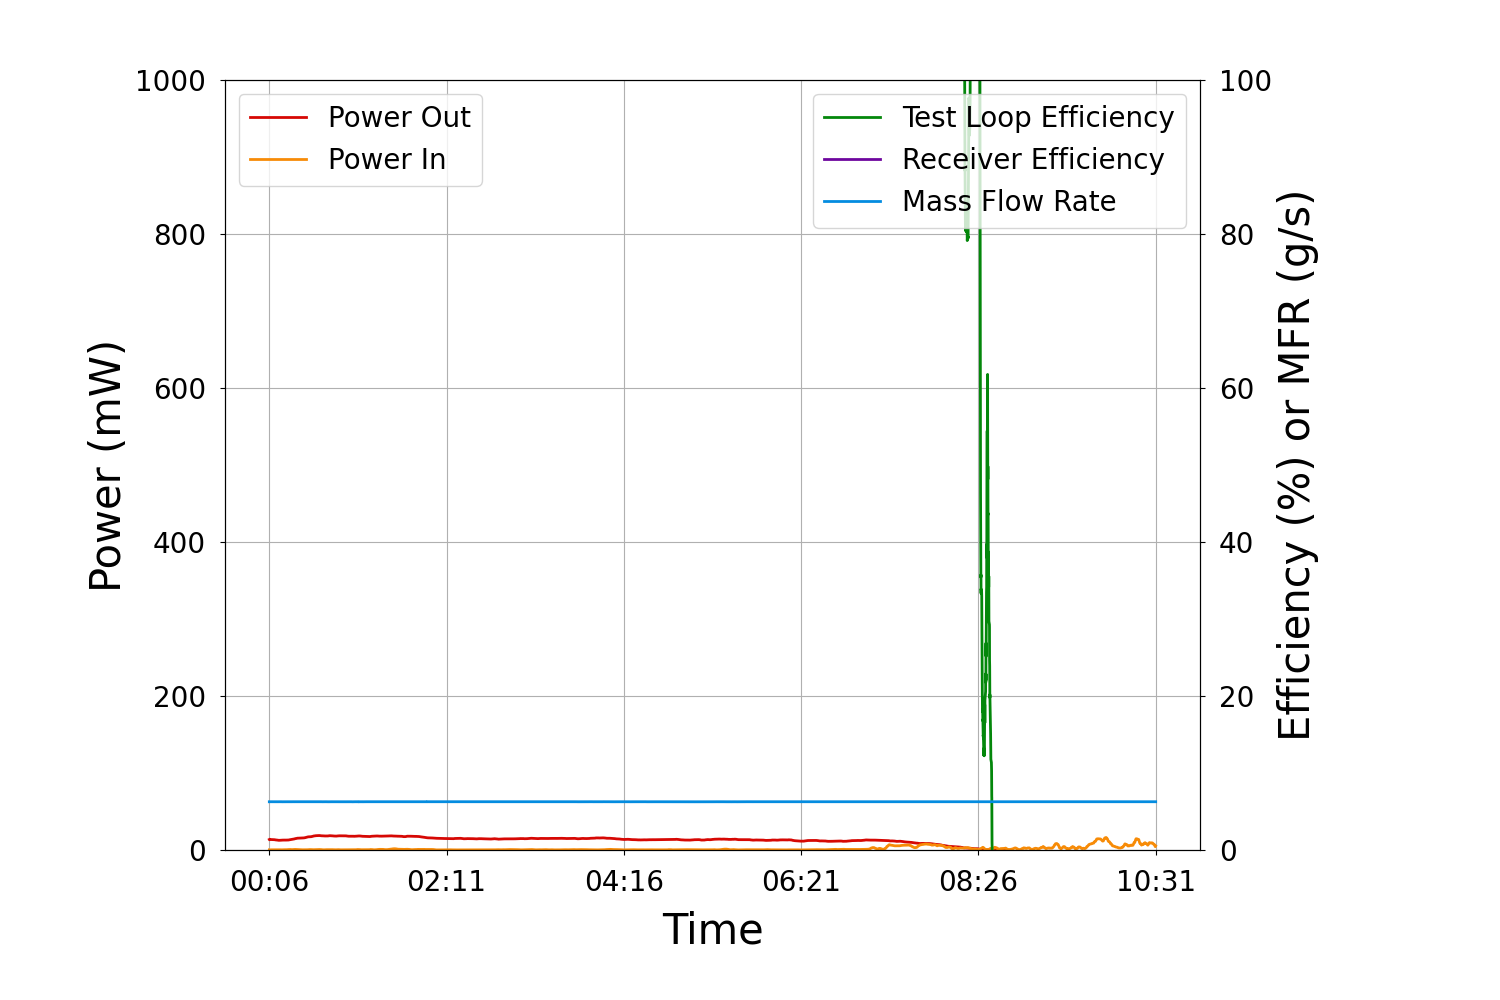 1000
800
600
400
200
0
Power (mW)
Power Out
Power In
Test Loop Efficiency
Receiver Efficiency
Mass Flow Rate
100
80
60
40
20
0
Efficiency (%) or MFR (g/s)
00:06 02:11 04:16 06:21 08:26 10:31
Time